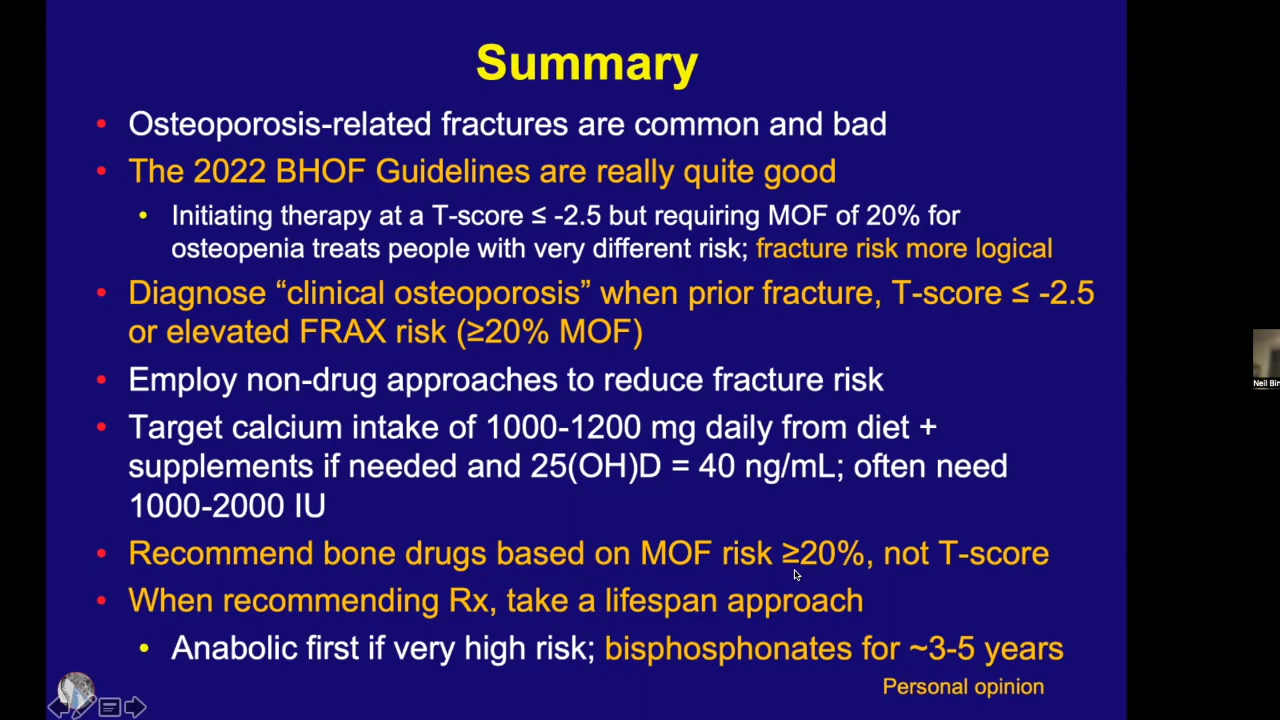 Summary
• Osteoporosis-related fractures are common and bad
• The 2022 BHOF Guidelines are really quite good
• Initiating therapy at a T-score ≤ -2.5 but requiring MOF of 20% for
osteopenia treats people with very different risk; fracture risk more logical
• Diagnose “clinical osteoporosis” when prior fracture, T-score ≤ -2.5
or elevated FRAX risk (≥20% MOF)
• Employ non-drug approaches to reduce fracture risk
• Target calcium intake of 1000-1200 mg daily from diet +
supplements if needed and 25(OH)D = 40 ng/mL; often need
1000-2000 IU
• Recommend bone drugs based on MOF risk ≥20%, not T-score
• When recommending Rx, take a lifespan approach
• Anabolic first if very high risk; bisphosphonates for ~3-5 years
Personal opinion
Neil Bin